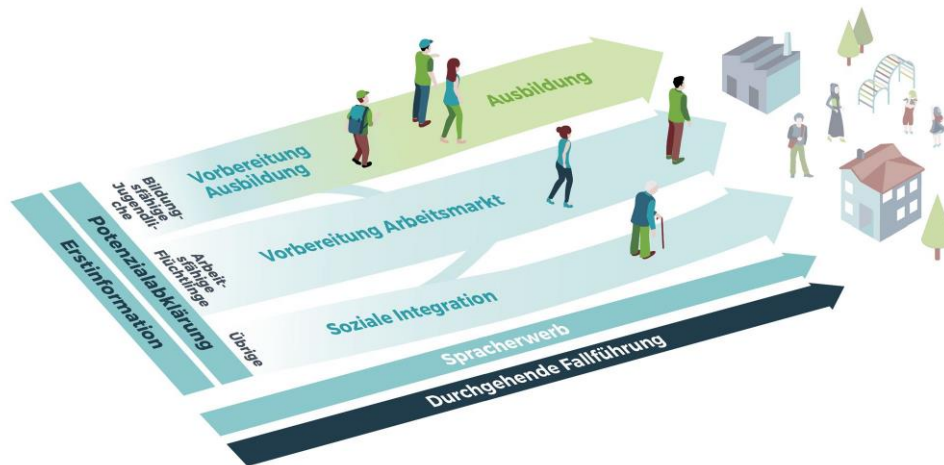 Erstinformation
Potenzialabklärung
Bildung-
sfähige
Jugendli-
che
Vorbereitung
Ausbildung
Ausbildung
Arbeit-
sfähige
Flüchtlinge
Vorbereitung Arbeitsmarkt
Übrige
Soziale Integration
Spracherwerb
Durchgehende Fallführung